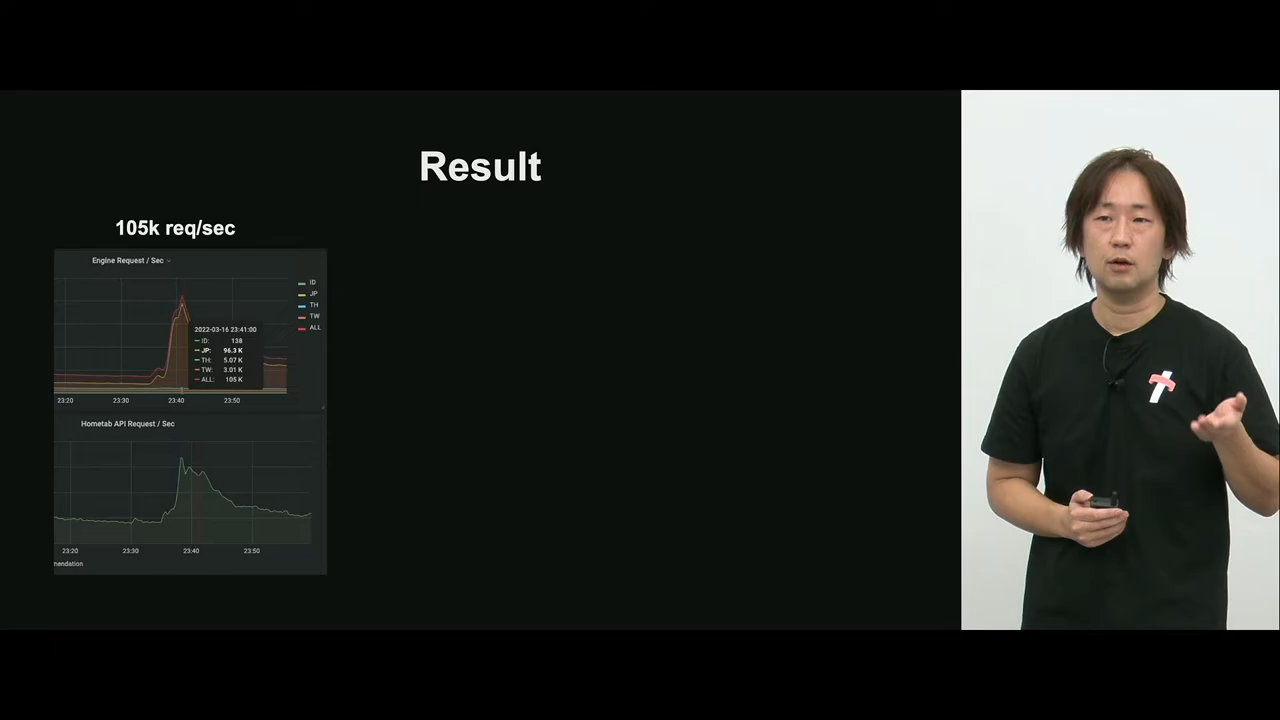 Result
105k req/sec
Engine Request / Sec
ID
JP
TH
TW
ALL
2022-03-16 23:41:00
ID: 138
JP: 96.3 K
TH: 5.07 K
TW: 3.01 K
ALL: 105 K
23:20 23:30 23:40 23:50
Hometab API Request / Sec
23:20 23:30 23:40 23:50
nendation